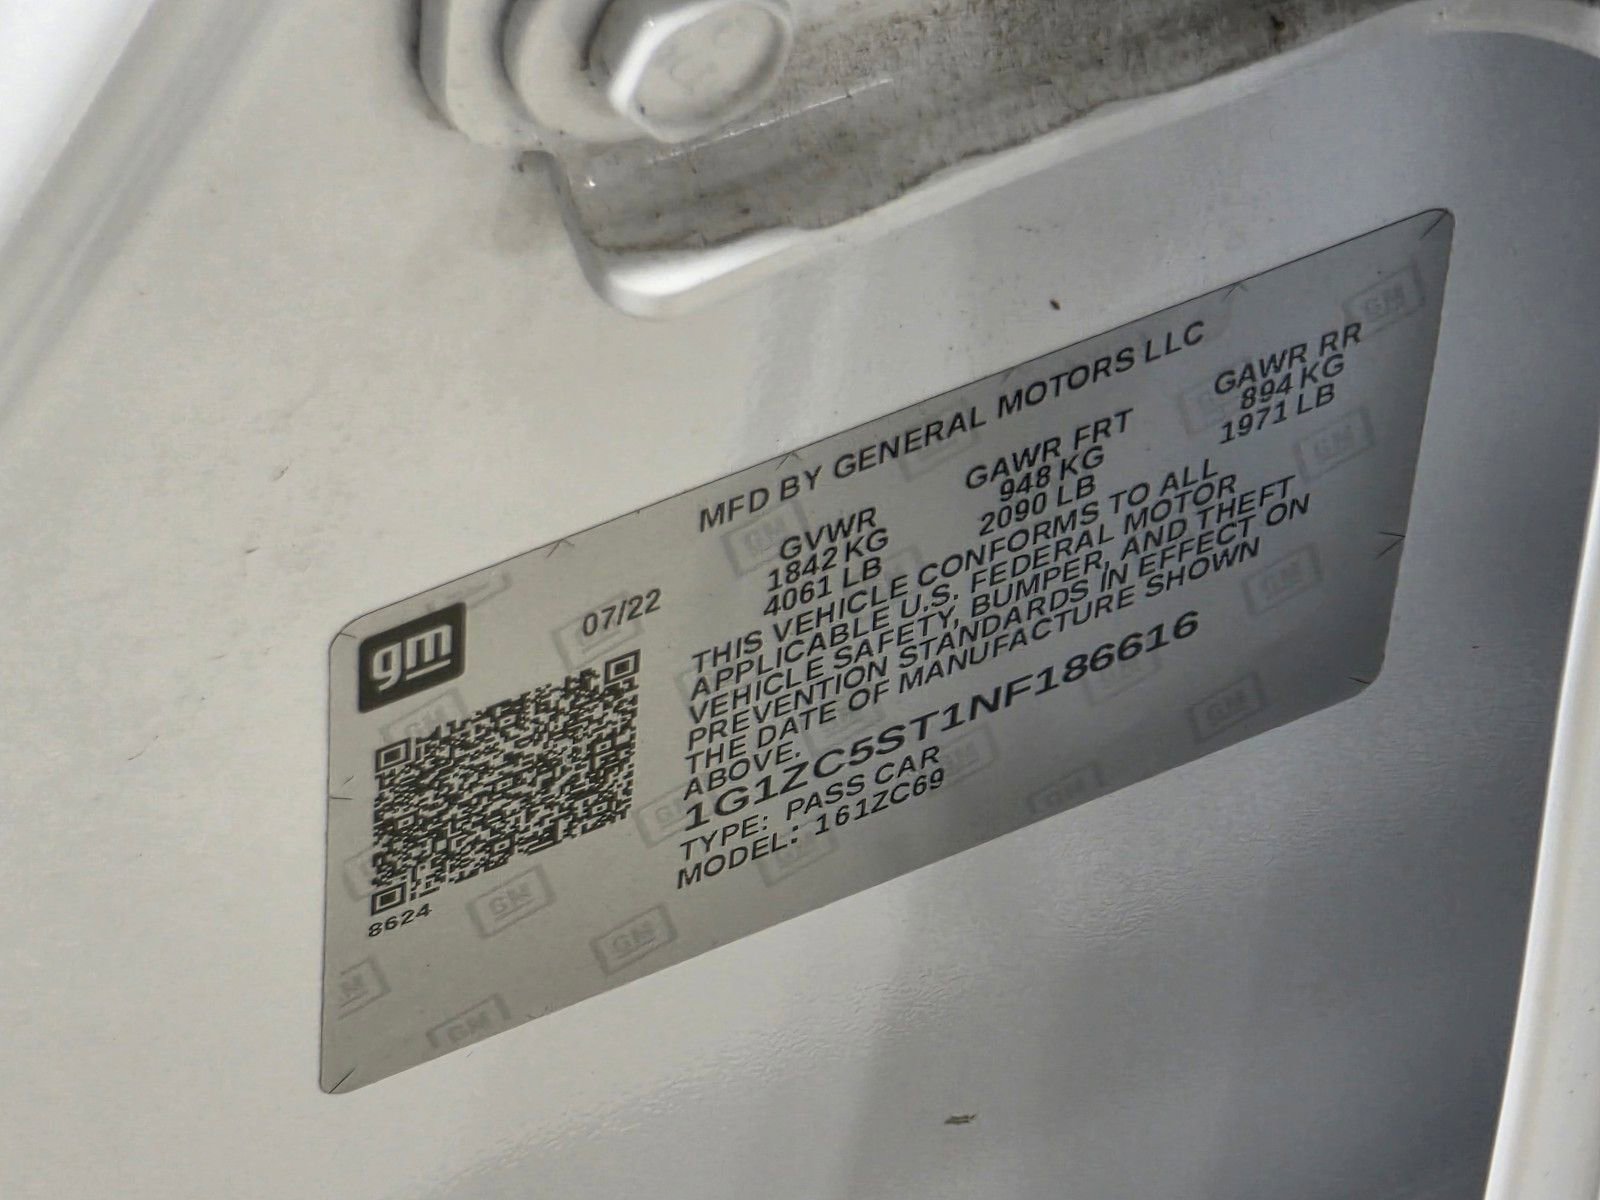 MFD BY GENERAL MOTORS LLC
gm
07/22
GVWR GAWR FRT GAWR RR
1842 KG 948 KG 894 KG
4061 LB 2090 LB 1971 LB
THIS VEHICLE CONFORMS TO ALL
APPLICABLE U.S. FEDERAL MOTOR
VEHICLE SAFETY, BUMPER, AND THEFT
PREVENTION STANDARDS IN EFFECT ON
THE DATE OF MANUFACTURE SHOWN
ABOVE.
1G1ZC5ST1NF186616
TYPE: PASS CAR
MODEL: 161ZC69
8624